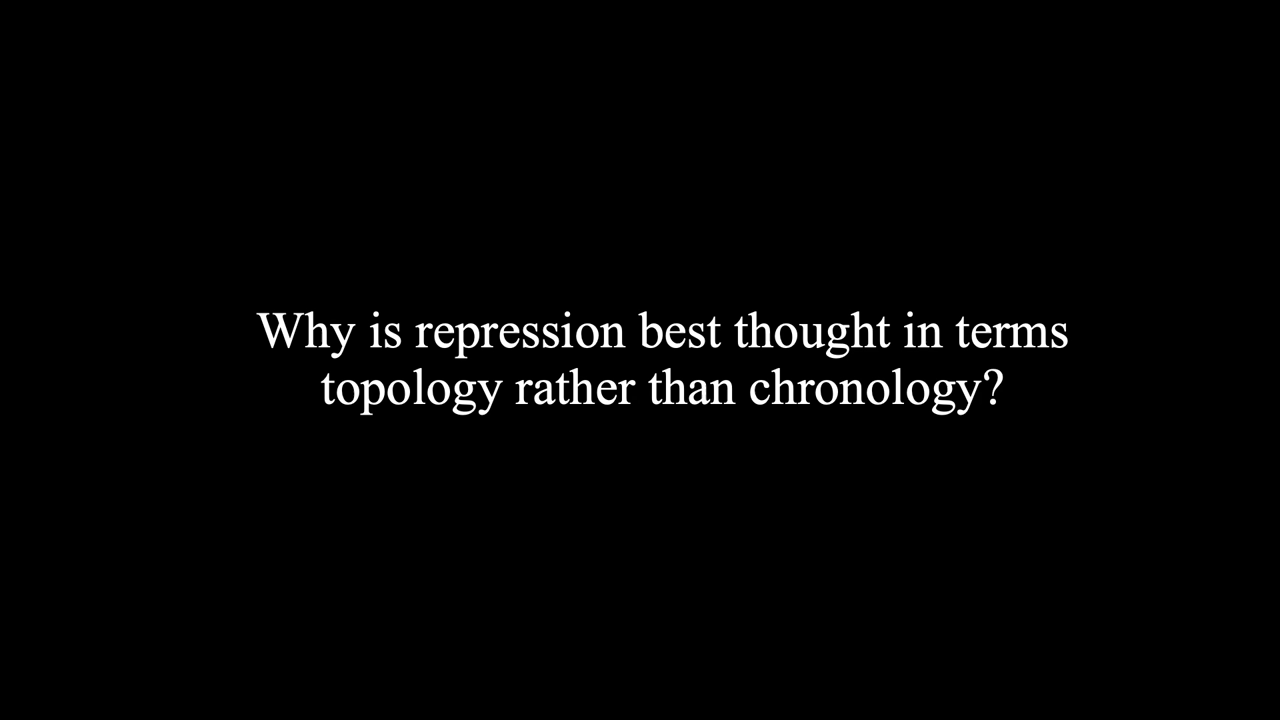 Why is repression best thought in terms
topology rather than chronology?